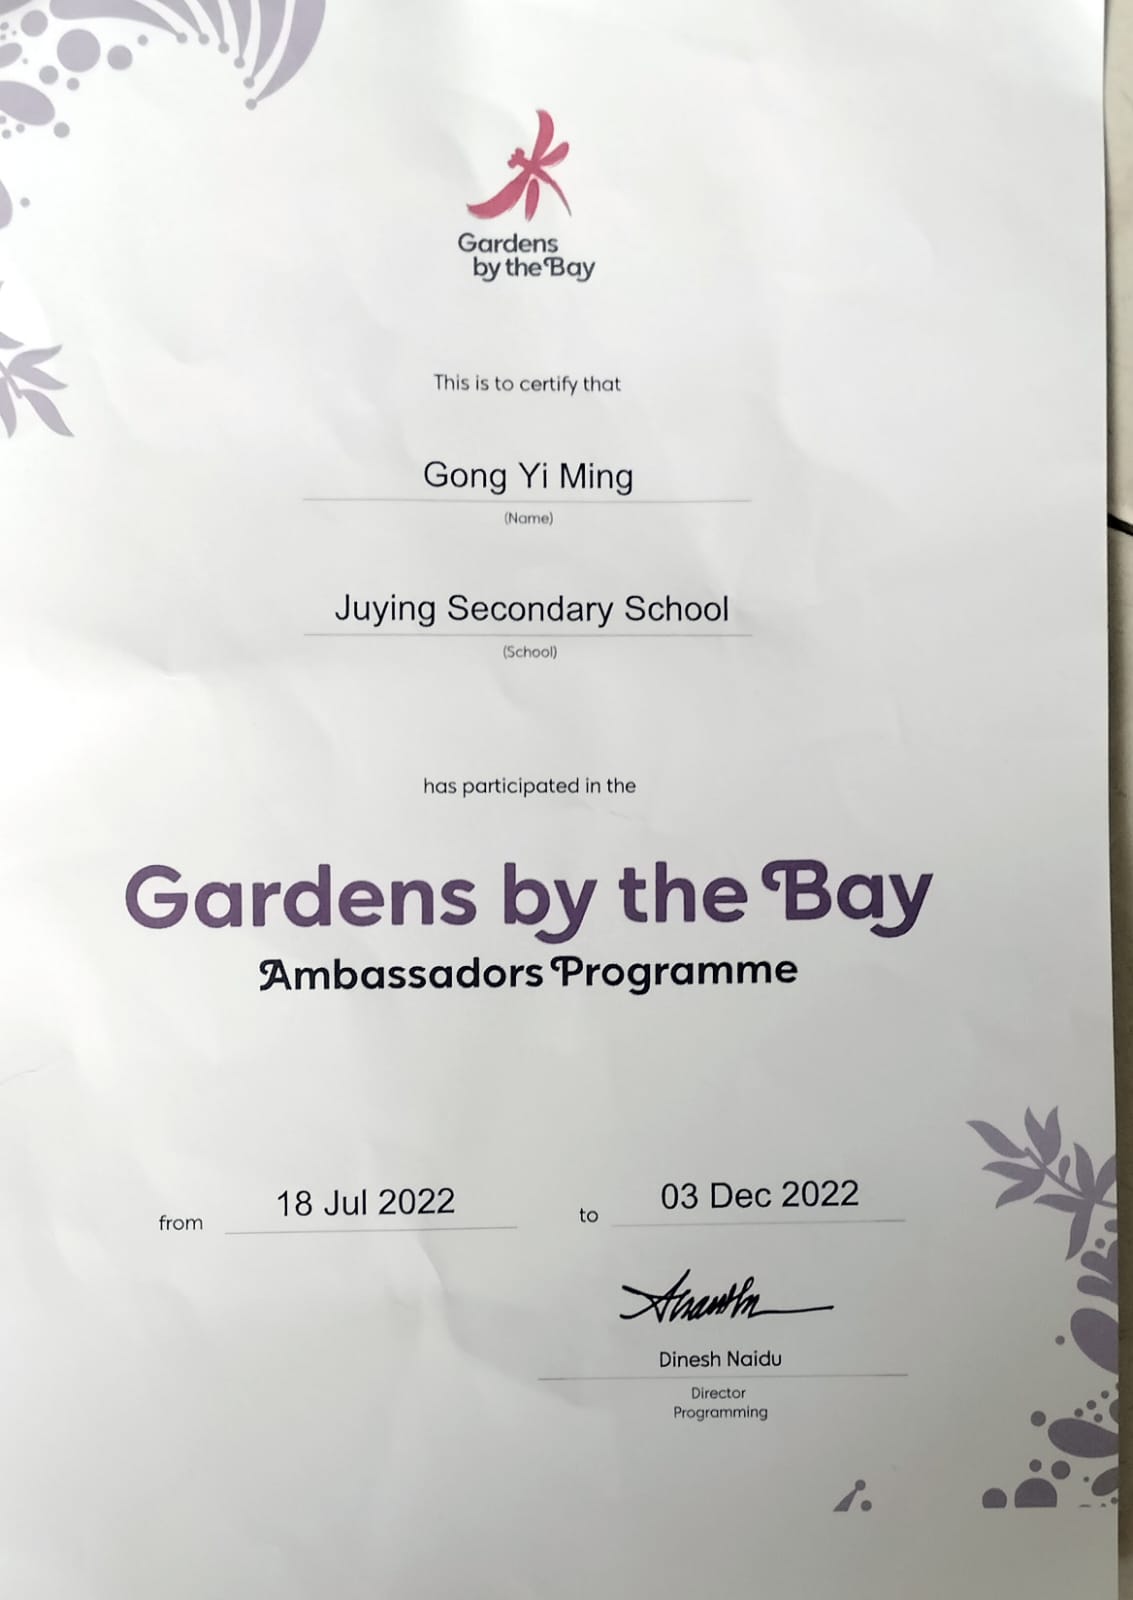 Gardens
by the Bay
This is to certify that
Gong Yi Ming
(Name)
Juying Secondary School
(School)
has participated in the
Gardens by the Bay
Ambassadors Programme
from 18 Jul 2022 to 03 Dec 2022
Dinesh Naidu
Director
Programming